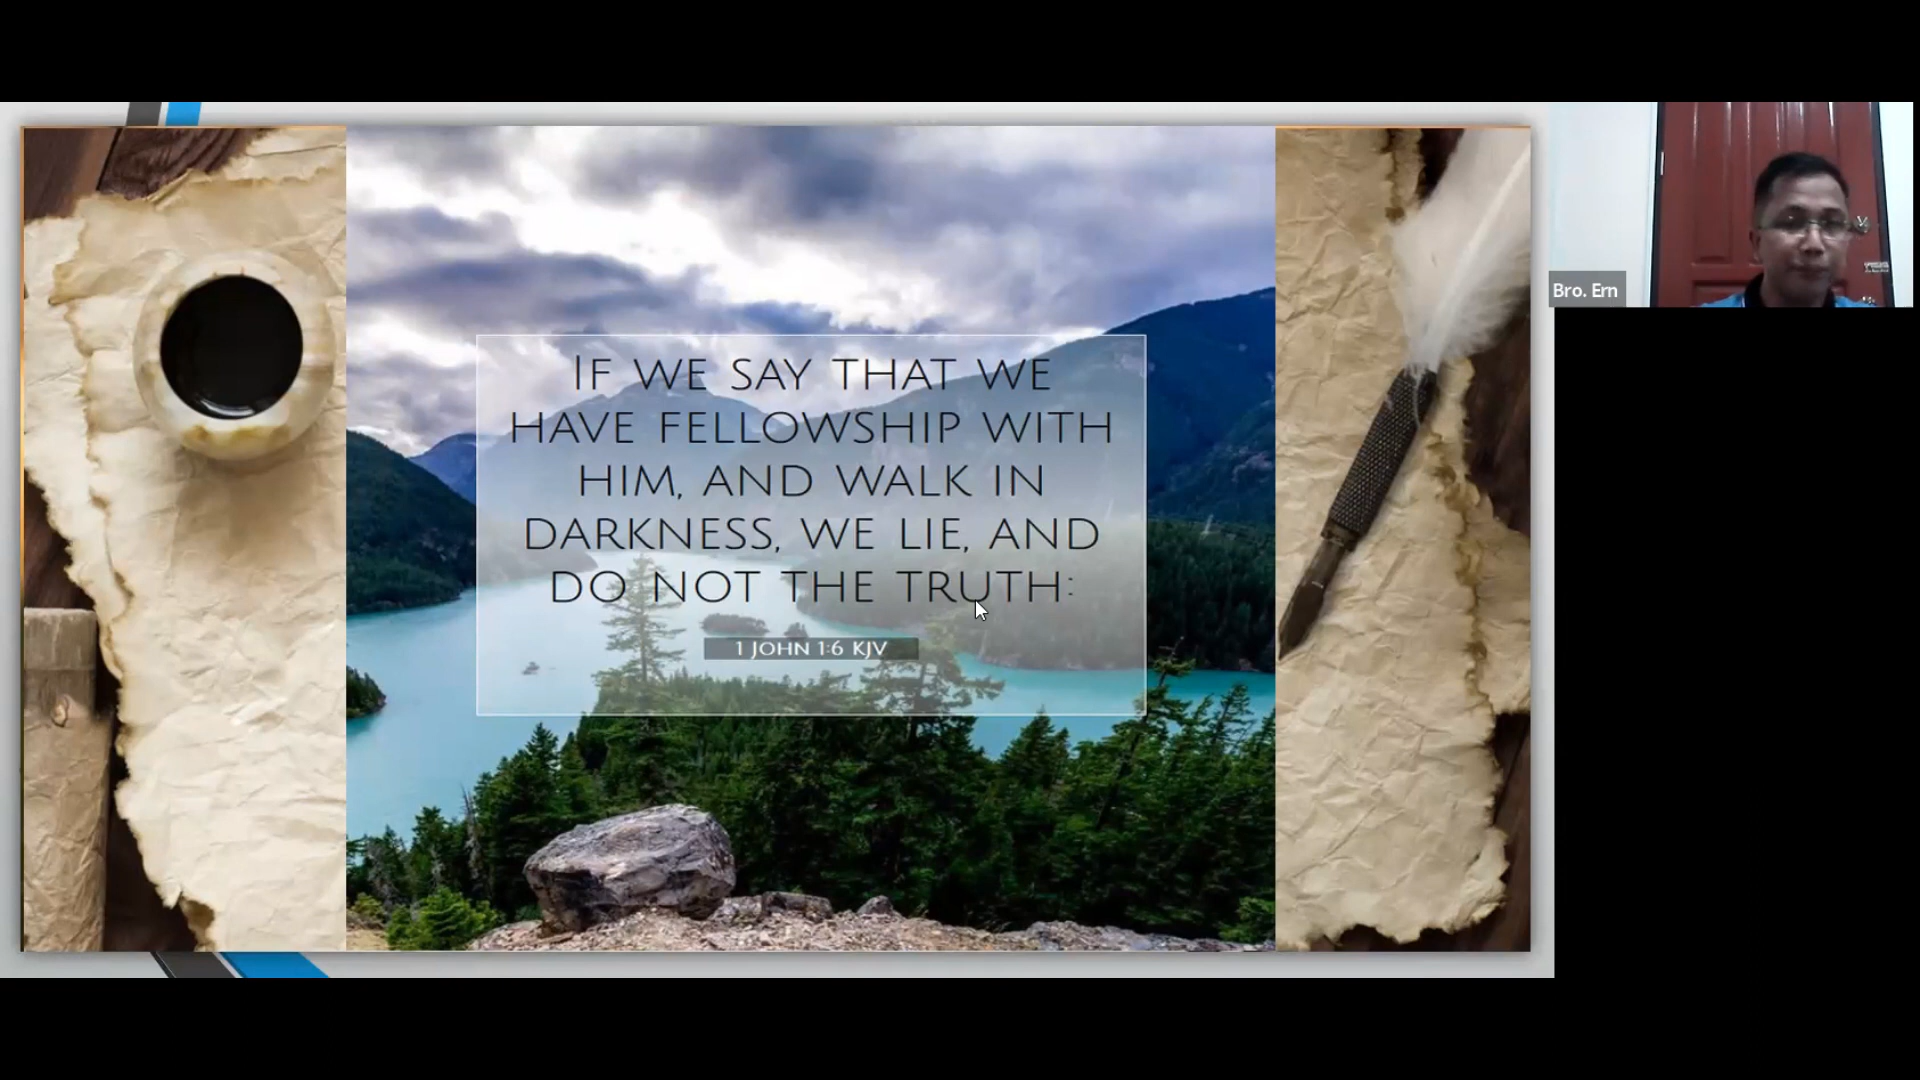 IF WE SAY THAT WE
HAVE FELLOWSHIP WITH
HIM, AND WALK IN
DARKNESS, WE LIE, AND
DO NOT THE TRUTH:
1 JOHN 1:6 KJV
Bro. Ern